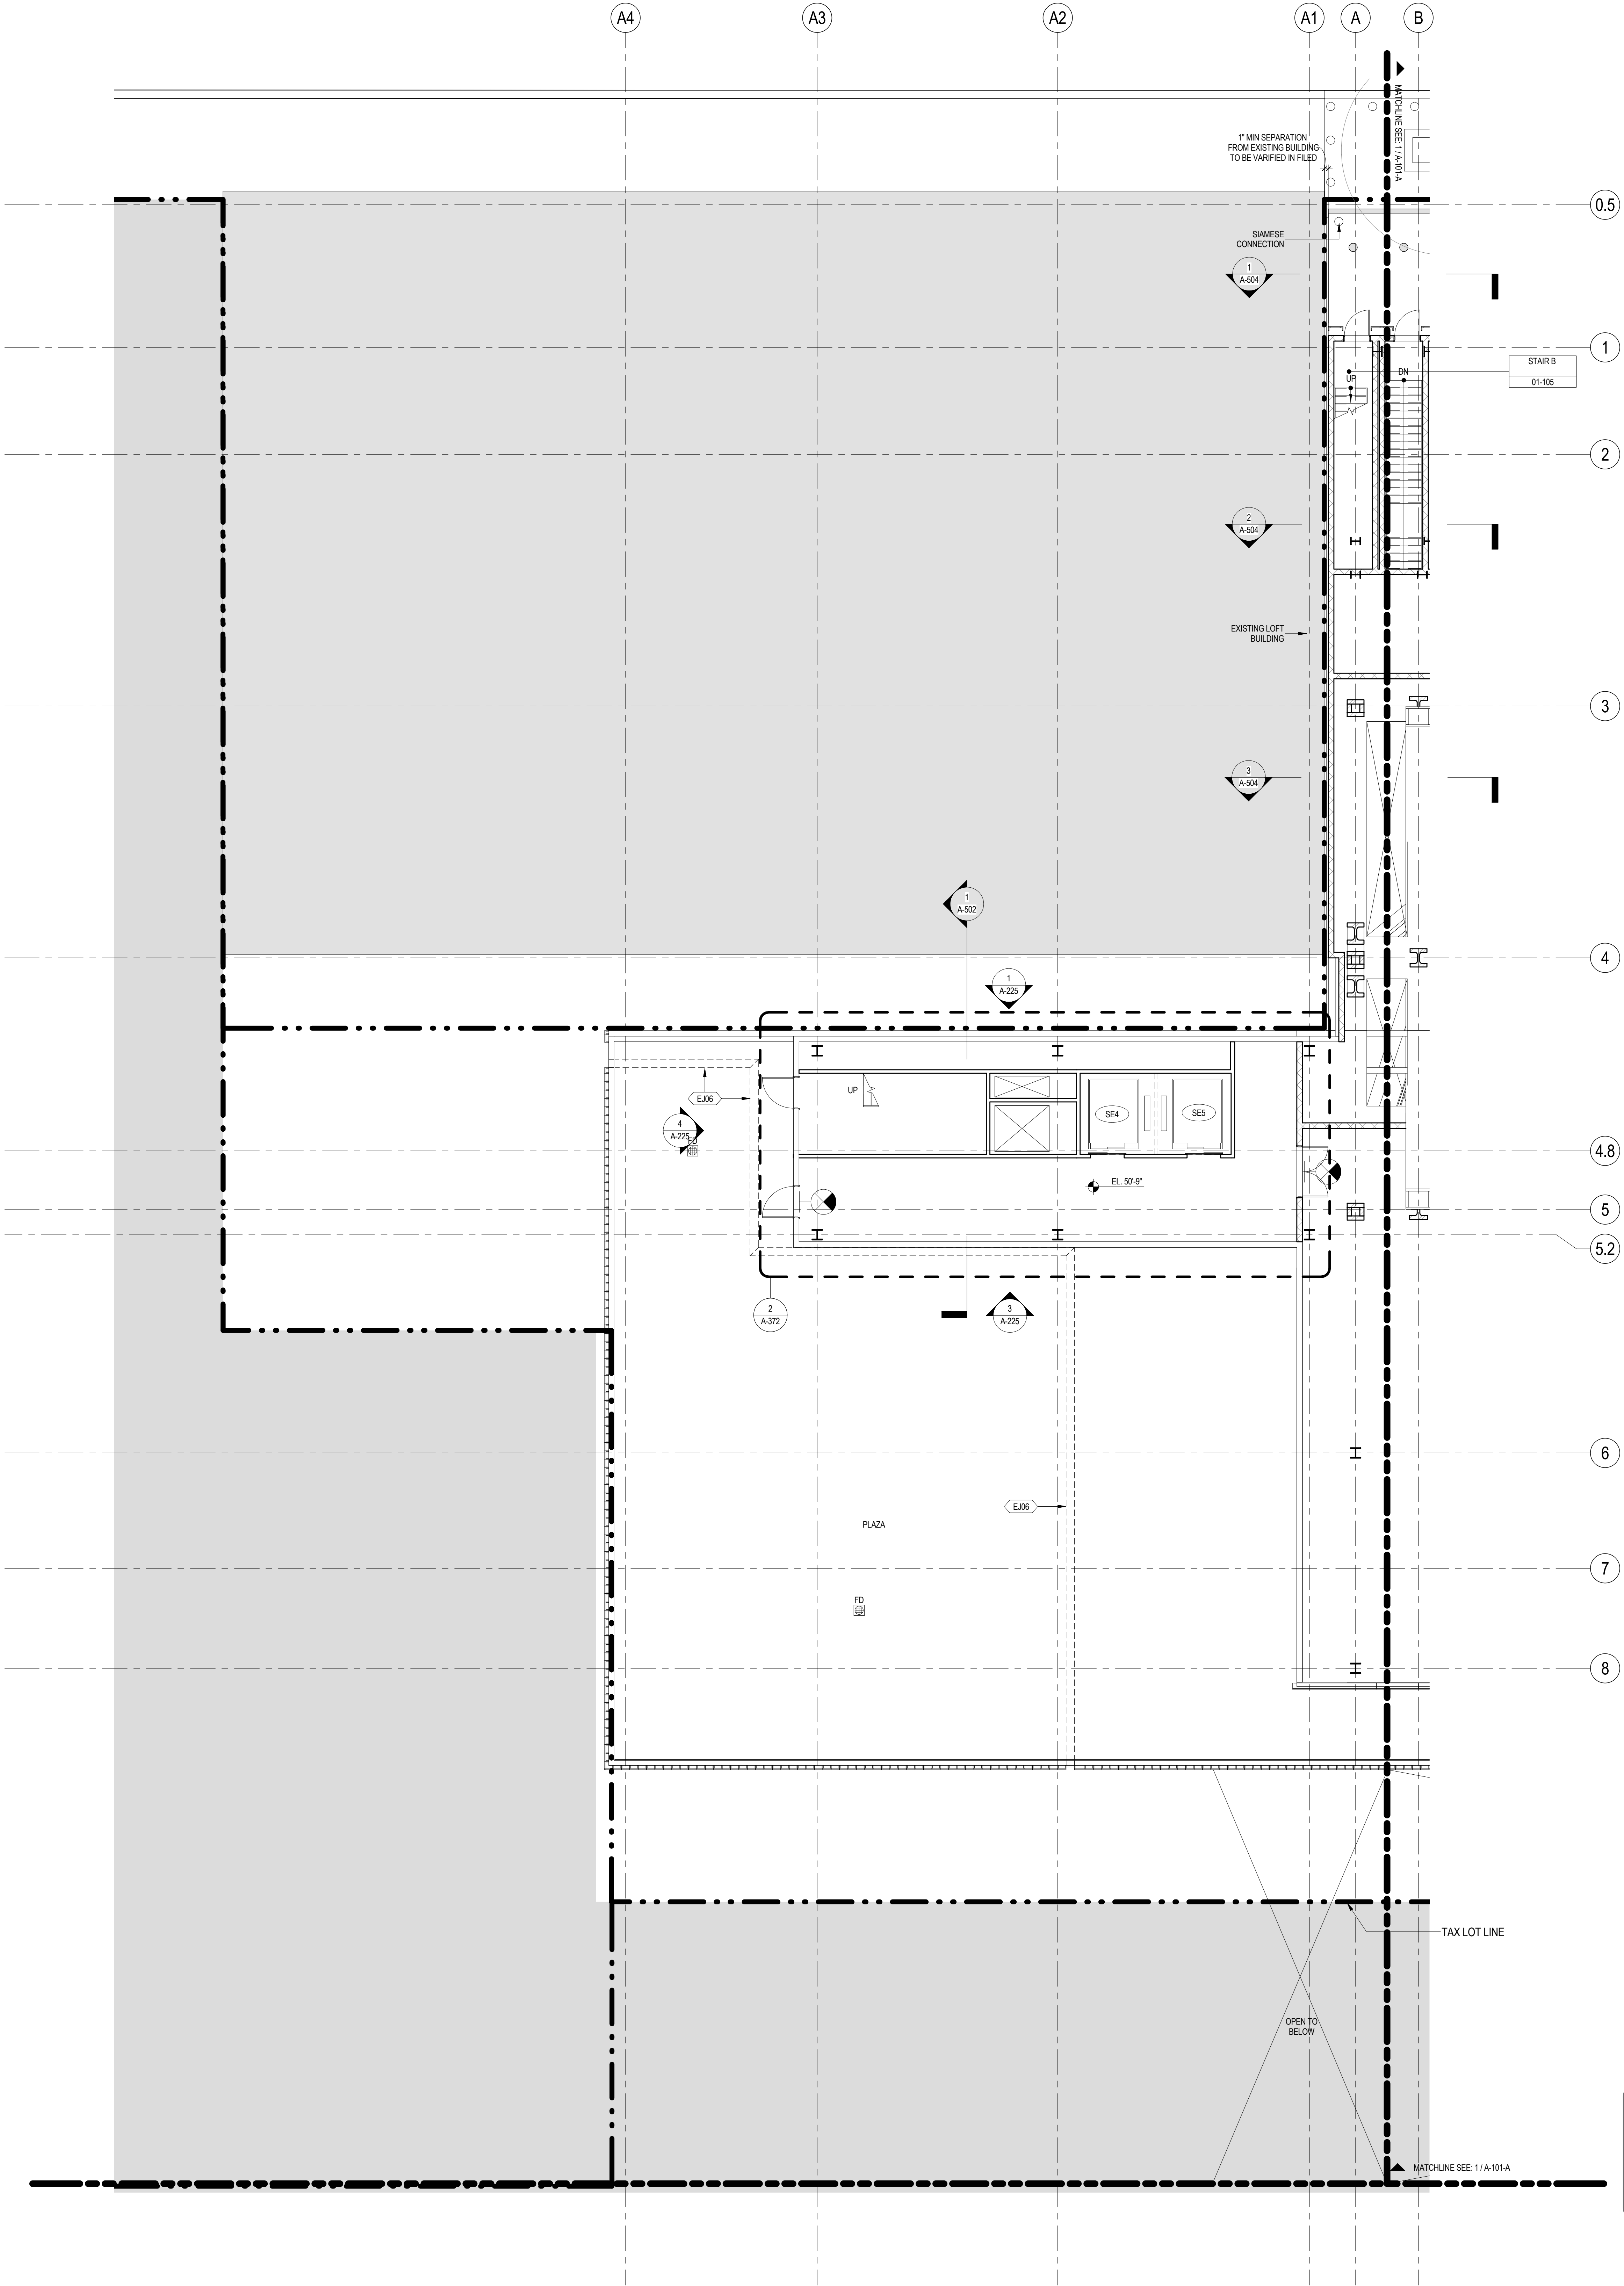 A4
A3
A2
A1
A
B
MATCHLINE SEE: 1 / A-101-A
1" MIN SEPARATION
FROM EXISTING BUILDING
TO BE VARIFIED IN FILED
0.5
SIAMESE
CONNECTION
1
A-504
1
STAIR B
01-105
UP
DN
2
2
A-504
EXISTING LOFT
BUILDING
3
3
A-504
1
A-502
4
1
A-225
UP
SE4
SE5
EJ06
4
A-225
FD
4.8
EL. 50'-9"
5
5.2
2
A-372
3
A-225
6
EJ06
PLAZA
7
FD
8
TAX LOT LINE
OPEN TO
BELOW
MATCHLINE SEE: 1 / A-101-A